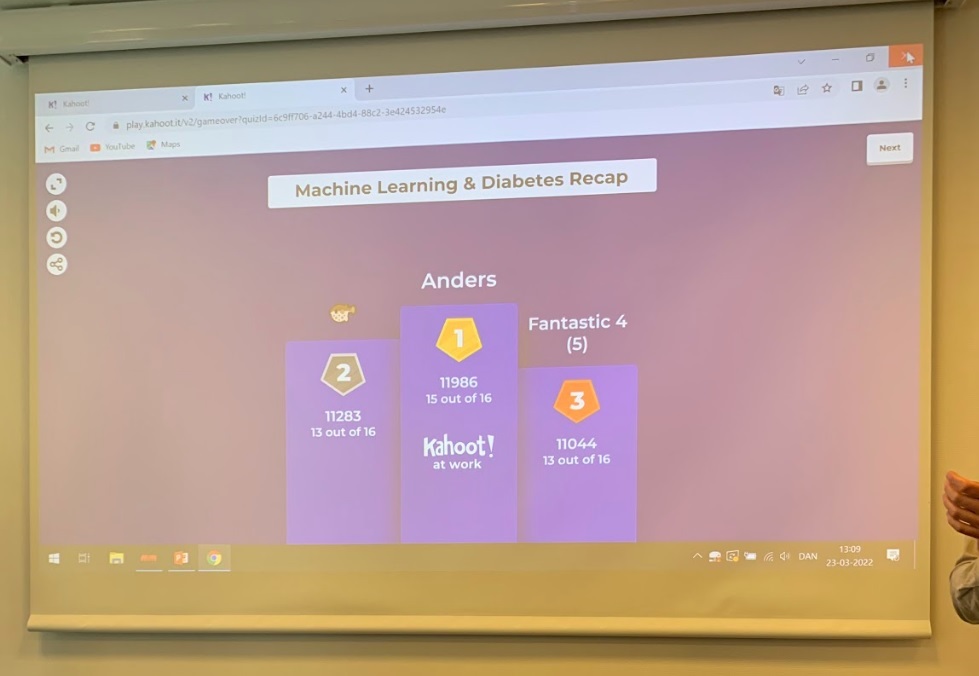 Kahoot!
Kahoot!
play.kahoot.it/v2/gameover?quizId=6c9ff706-a244-4bd4-88c2-3e424532954e
Gmail YouTube Maps
Next
Machine Learning & Diabetes Recap
Anders
Fantastic 4
(5)
1
11986
15 out of 16
Kahoot!
at work
2
11283
13 out of 16
3
11044
13 out of 16
DAN
13:09
23-03-2022